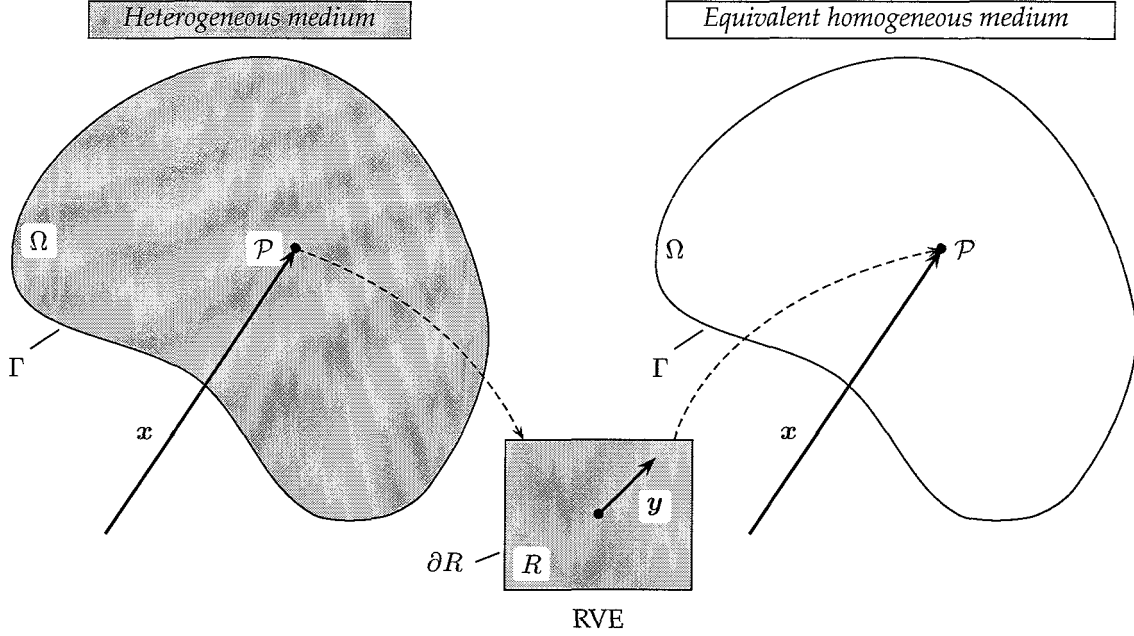 Heterogeneous medium
Equivalent homogeneous medium
Ω
𝒫
Γ
x
∂R
R
y
RVE
Ω
𝒫
Γ
x